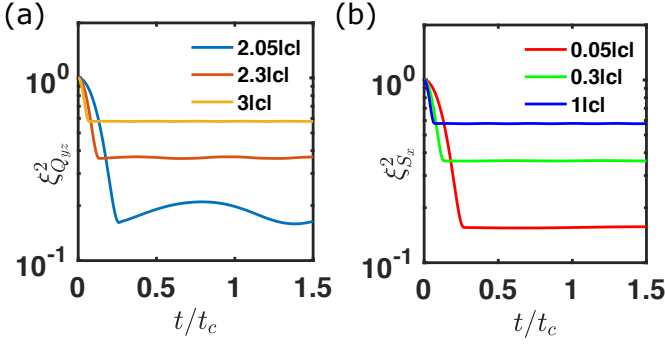 (a)
2.05|c|
2.3|c|
3|c|
10^0
10^-1
ξ^2_{Q_{yz}}
0 0.5 1 1.5
t/t_c
(b)
0.05|c|
0.3|c|
1|c|
10^0
10^-1
ξ^2_{S_x}
0 0.5 1 1.5
t/t_c